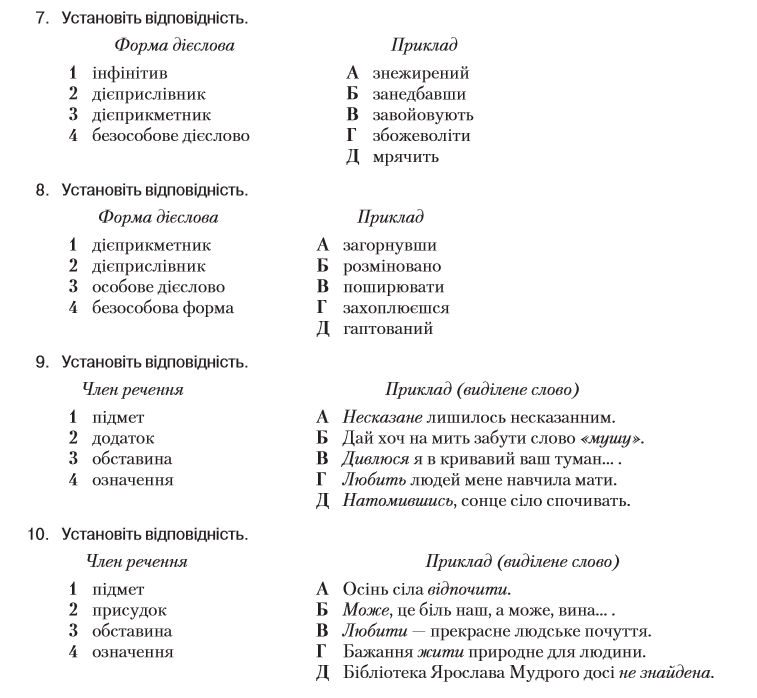 7. Установіть відповідність.
Форма дієслова Приклад
1 інфінітив А знежирений
2 дієприслівник Б занедбавши
3 дієприкметник В завойовують
4 безособове дієслово Г збожеволіти
Д мрячить
8. Установіть відповідність.
Форма дієслова Приклад
1 дієприкметник А загорнувши
2 дієприслівник Б розміновано
3 особове дієслово В поширювати
4 безособова форма Г захоплюєшся
Д гаптований
9. Установіть відповідність.
Член речення Приклад (виділене слово)
1 підмет А Несказане лишилось несказанним.
2 додаток Б Дай хоч на мить забути слово «мушу».
3 обставина В Дивлюся я в кривавий ваш туман... .
4 означення Г Любить людей мене навчила мати.
Д Натомившись, сонце сіло спочивать.
10. Установіть відповідність.
Член речення Приклад (виділене слово)
1 підмет А Осінь сіла відпочити.
2 присудок Б Може, це біль наш, а може, вина... .
3 обставина В Любити — прекрасне людське почуття.
4 означення Г Бажання жити природне для людини.
Д Бібліотека Ярослава Мудрого досі не знайдена.